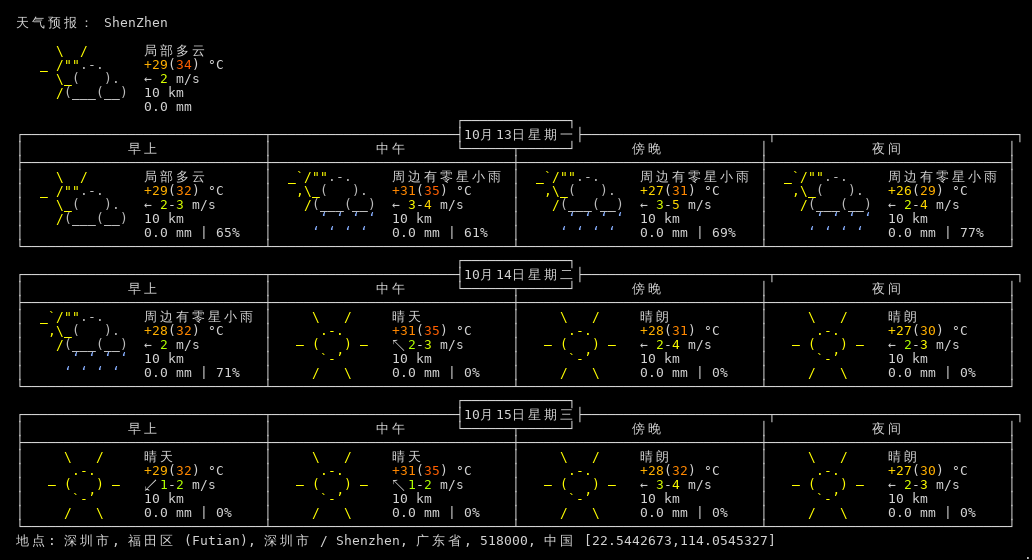 天气预报： ShenZhen
局部多云
+29(34) °C
← 2 m/s
10 km
0.0 mm
10月13日星期一
早上 中午 傍晚 夜间
局部多云 周边有零星小雨 周边有零星小雨 周边有零星小雨
+29(32) °C +31(35) °C +27(31) °C +26(29) °C
← 2-3 m/s ← 3-4 m/s ← 3-5 m/s ← 2-4 m/s
10 km 10 km 10 km 10 km
0.0 mm | 65% 0.0 mm | 61% 0.0 mm | 69% 0.0 mm | 77%
10月14日星期二
早上 中午 傍晚 夜间
周边有零星小雨 晴天 晴朗 晴朗
+28(32) °C +31(35) °C +28(31) °C +27(30) °C
← 2 m/s ↖ 2-3 m/s ← 2-4 m/s ← 2-3 m/s
10 km 10 km 10 km 10 km
0.0 mm | 71% 0.0 mm | 0% 0.0 mm | 0% 0.0 mm | 0%
10月15日星期三
早上 中午 傍晚 夜间
晴天 晴天 晴朗 晴朗
+29(32) °C +31(35) °C +28(32) °C +27(30) °C
↙ 1-2 m/s ↖ 1-2 m/s ← 3-4 m/s ← 2-3 m/s
10 km 10 km 10 km 10 km
0.0 mm | 0% 0.0 mm | 0% 0.0 mm | 0% 0.0 mm | 0%
地点: 深圳市, 福田区 (Futian), 深圳市 / Shenzhen, 广东省, 518000, 中国 [22.5442673,114.0545327]